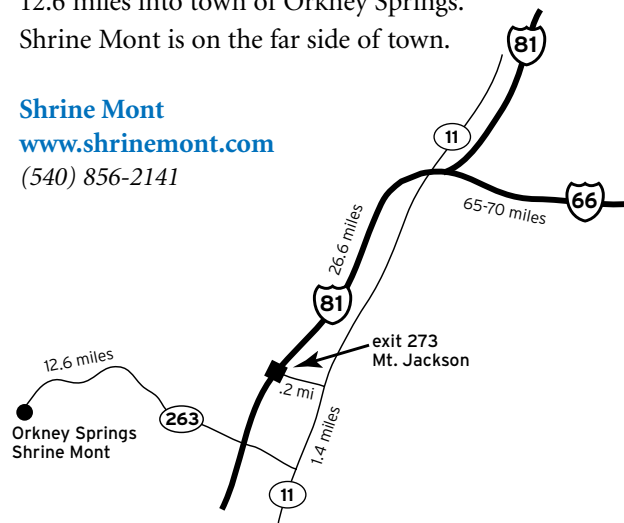 12.6 miles into town of Orkney Springs.
Shrine Mont is on the far side of town.
Shrine Mont
www.shrinemont.com
(540) 856-2141
81
11
66
65-70 miles
26.6 miles
81
exit 273
Mt. Jackson
.2 mi
12.6 miles
263
Orkney Springs
Shrine Mont
1.4 miles
11